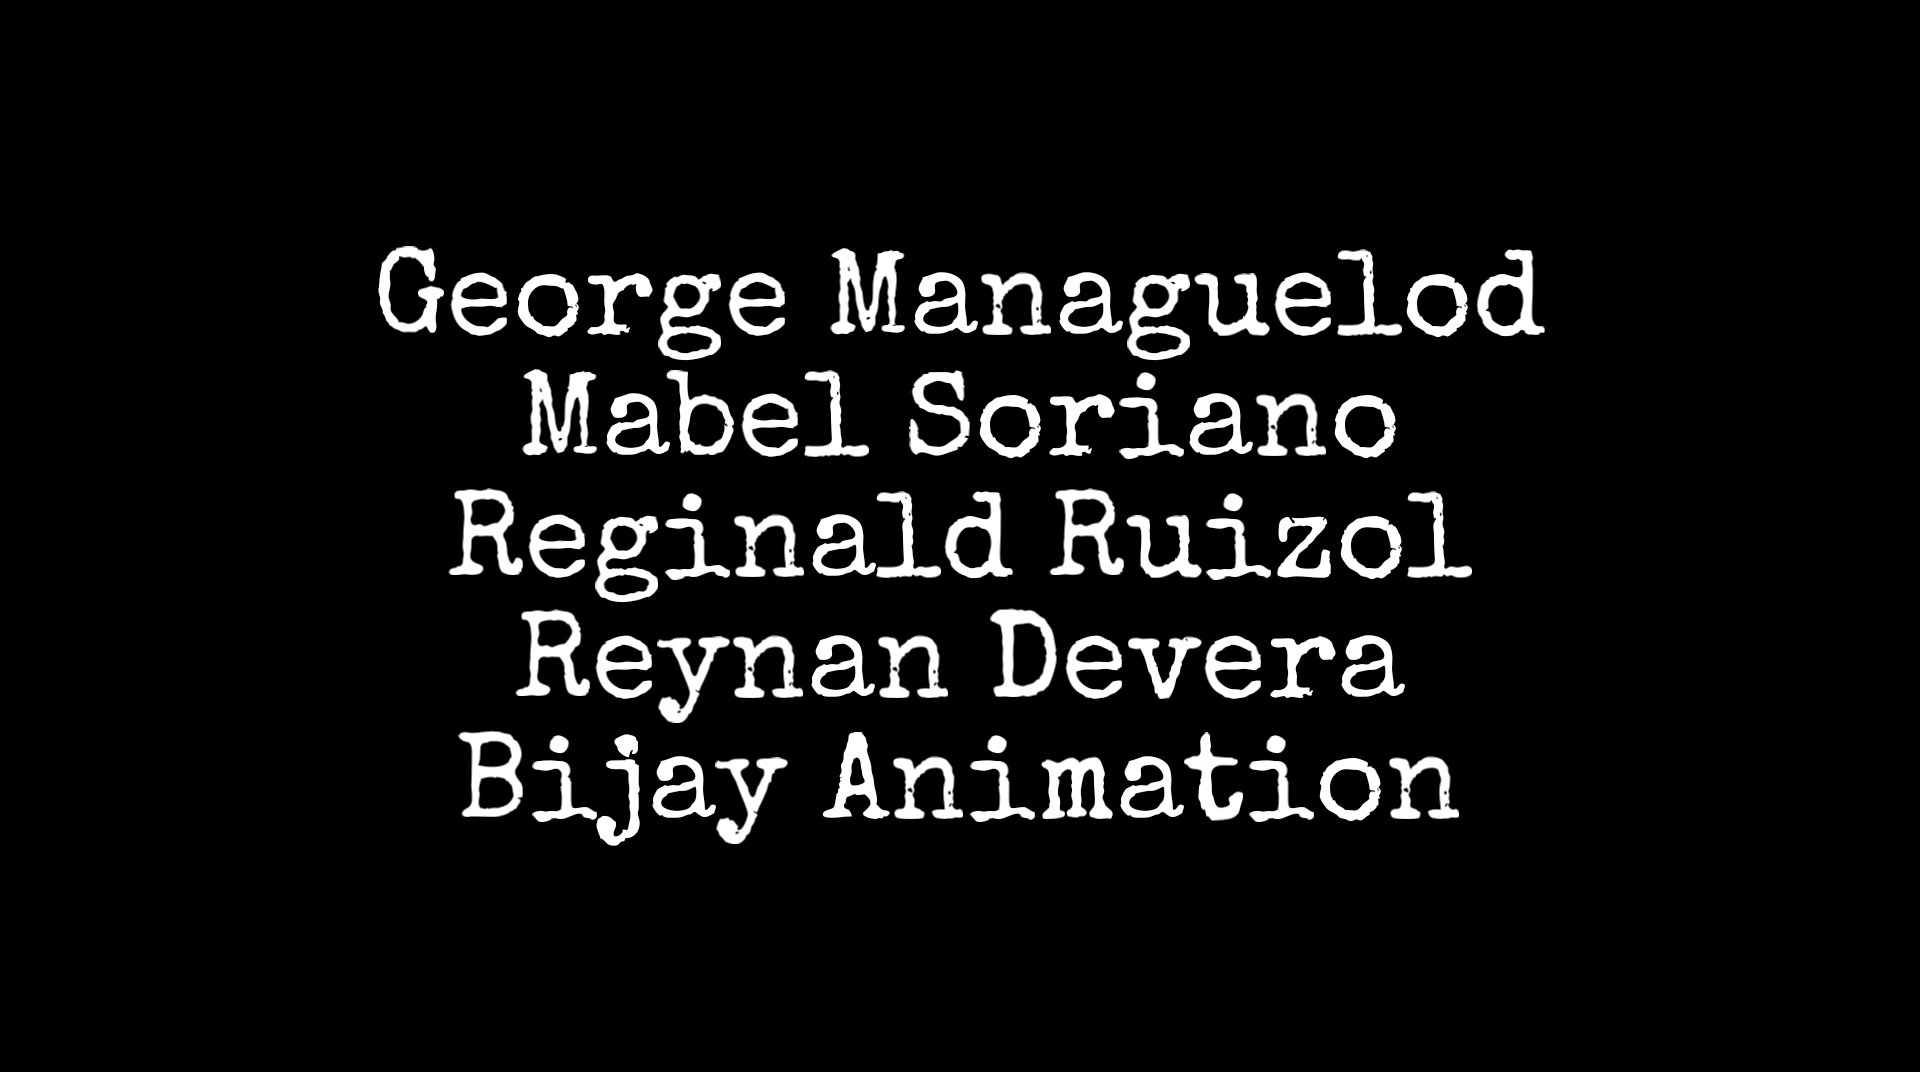 George Managuelod
Mabel Soriano
Reginald Ruizol
Reynan Devera
Bijay Animation